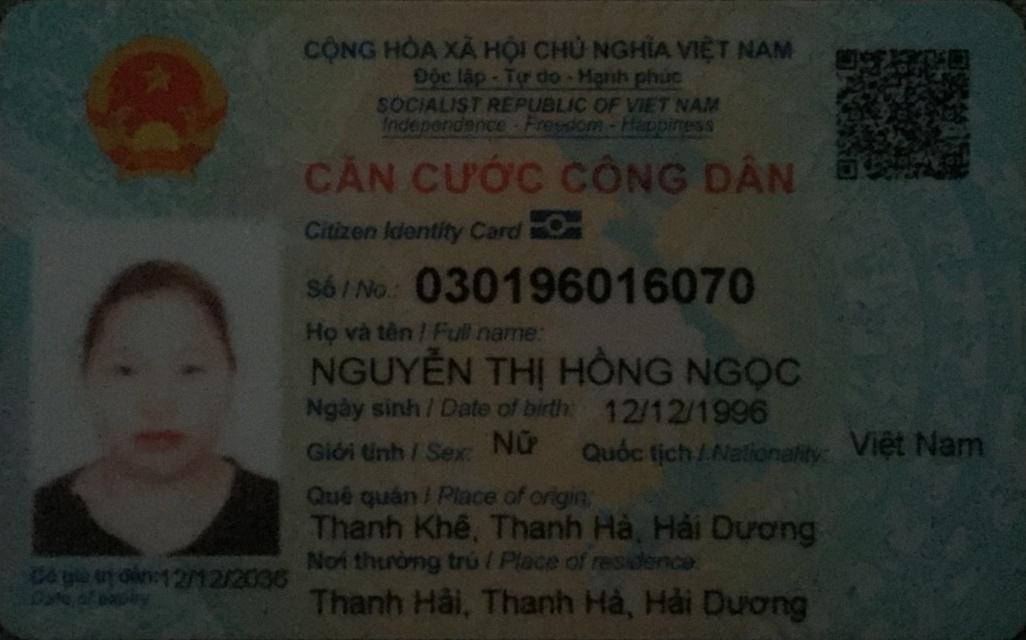 CỘNG HÒA XÃ HỘI CHỦ NGHĨA VIỆT NAM
Độc lập - Tự do - Hạnh phúc
SOCIALIST REPUBLIC OF VIET NAM
Independence - Freedom - Happiness
CĂN CƯỚC CÔNG DÂN
Citizen Identity Card
Số / No.: 030196016070
Họ và tên / Full name:
NGUYỄN THỊ HỒNG NGỌC
Ngày sinh / Date of birth: 12/12/1996
Giới tính / Sex: Nữ Quốc tịch / Nationality: Việt Nam
Quê quán / Place of origin:
Thanh Khê, Thanh Hà, Hải Dương
Nơi thường trú / Place of residence:
Thanh Hải, Thanh Hà, Hải Dương
Có giá trị đến: 12/12/2036
Date of expiry